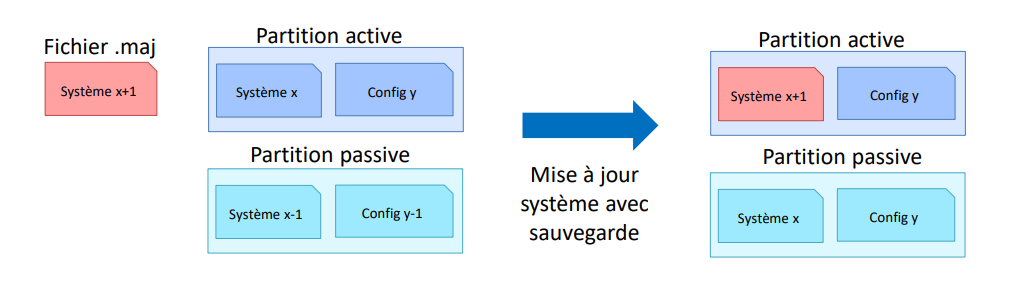 Fichier .maj
Système x+1
Partition active
Système x
Config y
Partition passive
Système x-1
Config y-1
Mise à jour
système avec
sauvegarde
Partition active
Système x+1
Config y
Partition passive
Système x
Config y